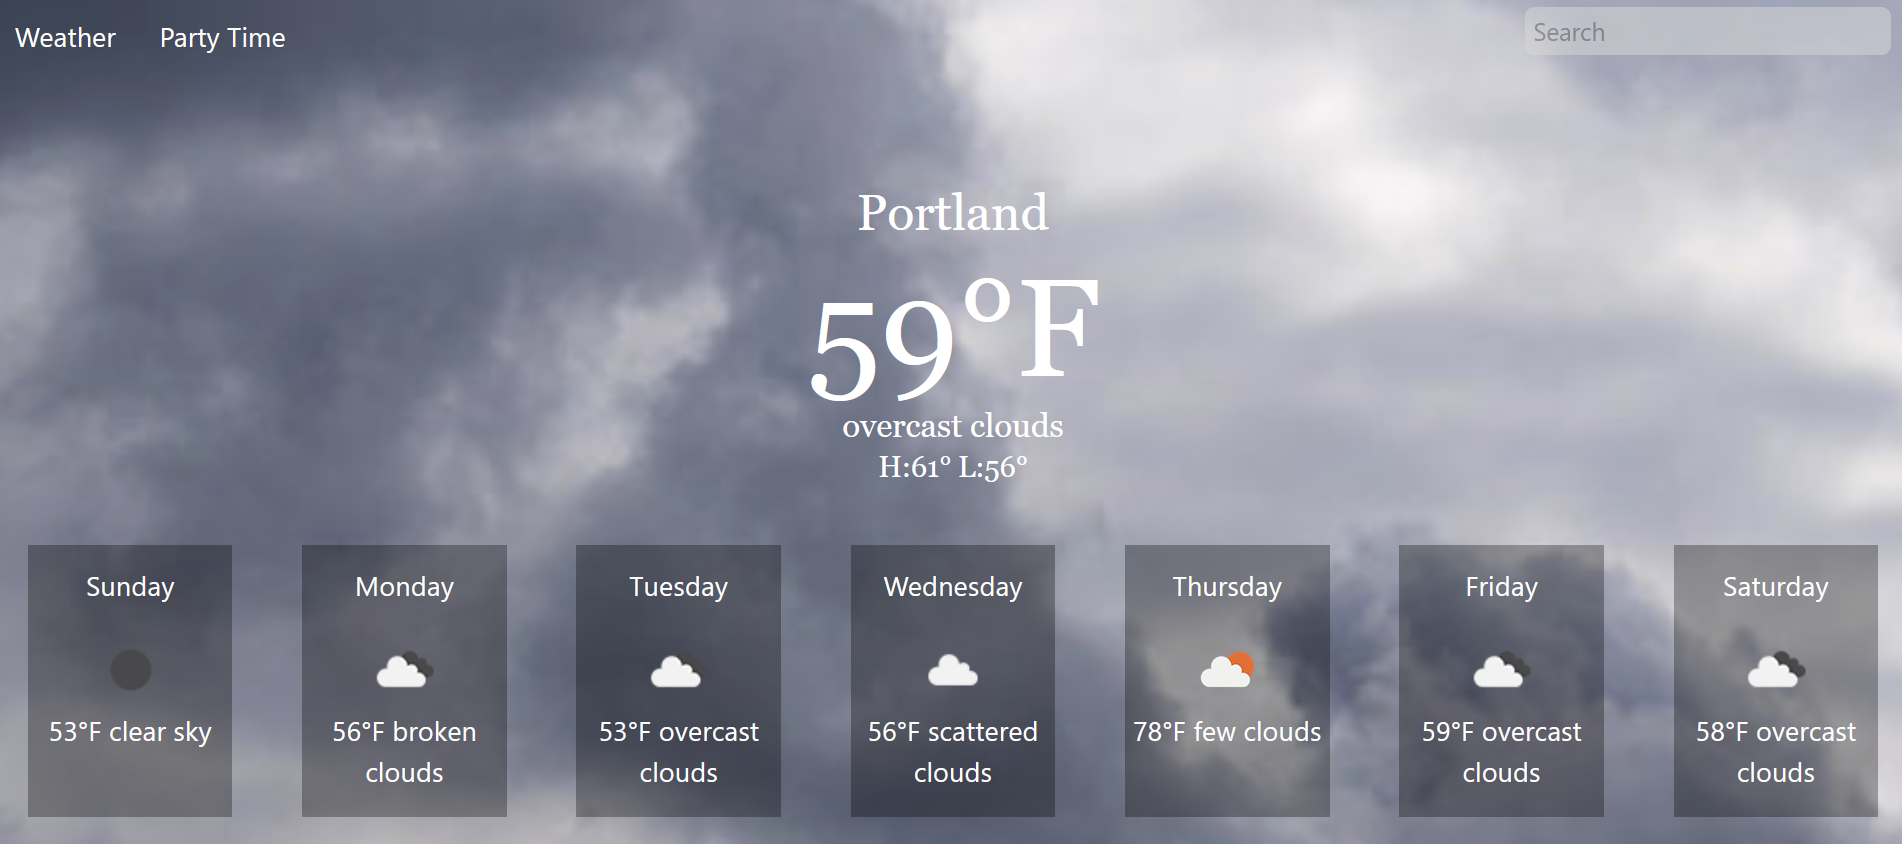 Weather Party Time Search
Portland
59°F
overcast clouds
H:61° L:56°
Sunday
53°F clear sky
Monday
56°F broken
clouds
Tuesday
53°F overcast
clouds
Wednesday
56°F scattered
clouds
Thursday
78°F few clouds
Friday
59°F overcast
clouds
Saturday
58°F overcast
clouds